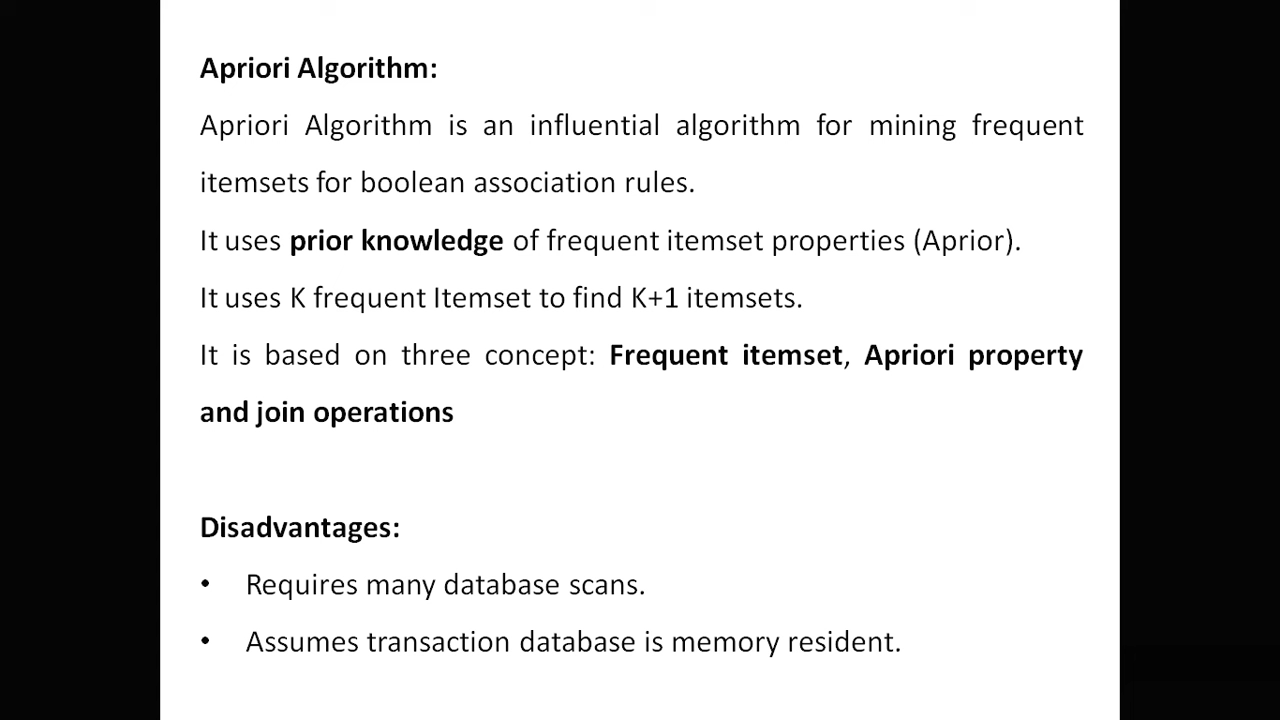 Apriori Algorithm:
Apriori Algorithm is an influential algorithm for mining frequent
itemsets for boolean association rules.
It uses prior knowledge of frequent itemset properties (Aprior).
It uses K frequent Itemset to find K+1 itemsets.
It is based on three concept: Frequent itemset, Apriori property
and join operations
Disadvantages:
• Requires many database scans.
• Assumes transaction database is memory resident.